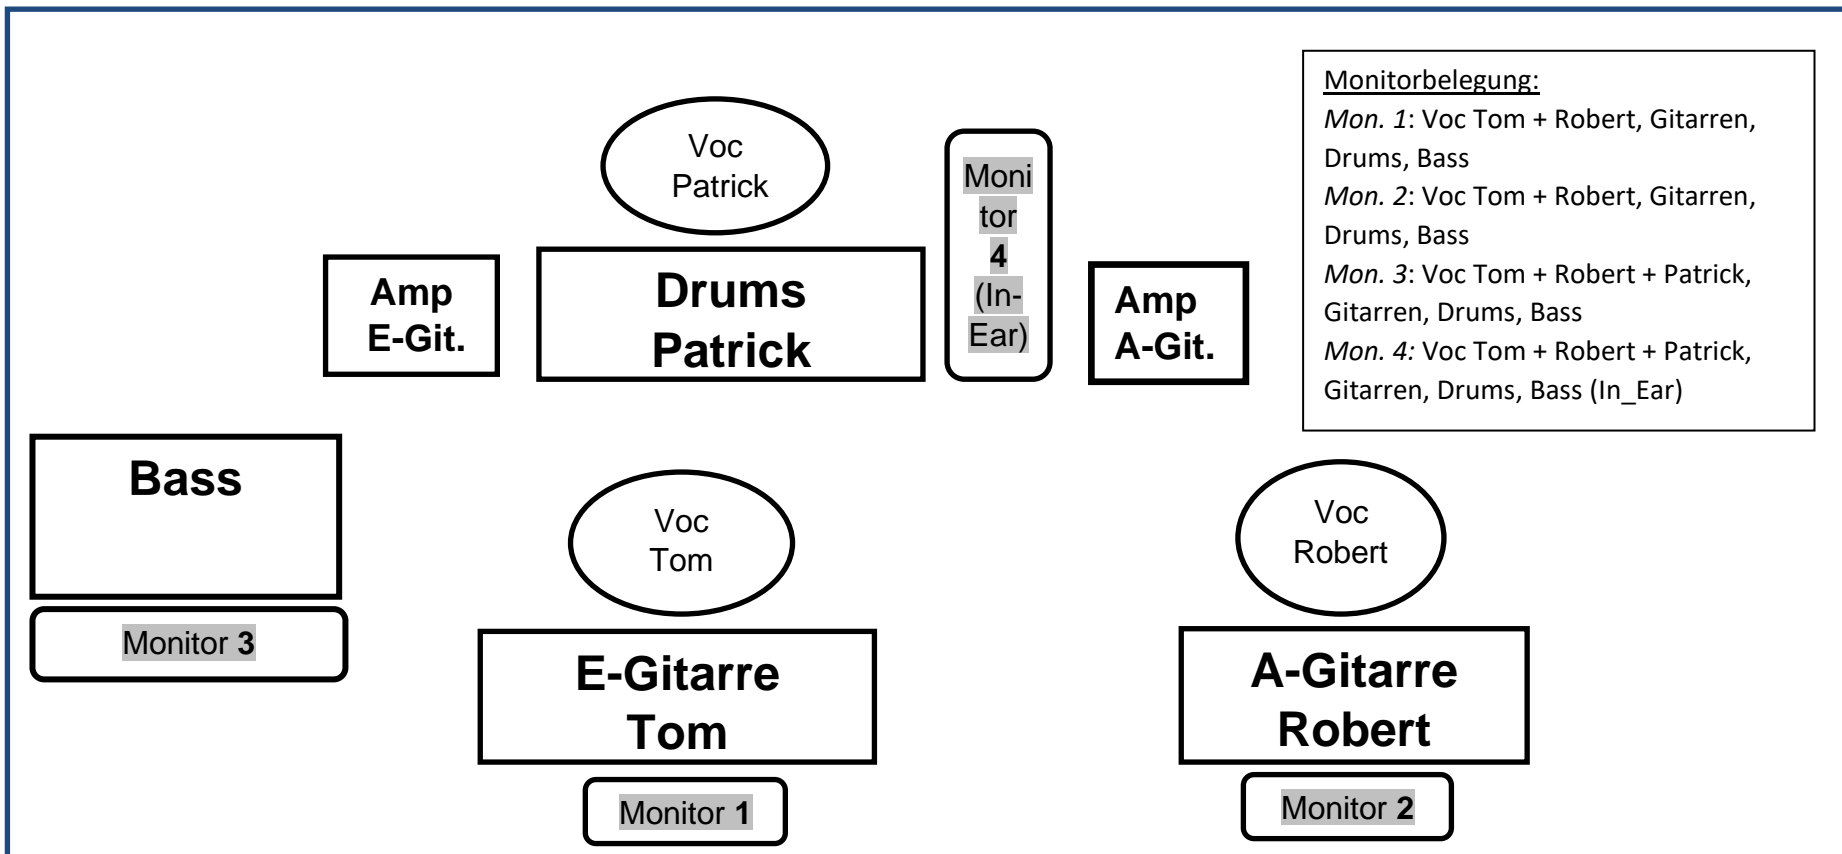 Monitorbelegung:
Mon. 1: Voc Tom + Robert, Gitarren,
Drums, Bass
Mon. 2: Voc Tom + Robert, Gitarren,
Drums, Bass
Mon. 3: Voc Tom + Robert + Patrick,
Gitarren, Drums, Bass
Mon. 4: Voc Tom + Robert + Patrick,
Gitarren, Drums, Bass (In_Ear)
Voc
Patrick
Moni
tor
4
(In-
Ear)
Amp
E-Git.
Drums
Patrick
Amp
A-Git.
Bass
Monitor 3
Voc
Tom
Voc
Robert
E-Gitarre
Tom
A-Gitarre
Robert
Monitor 1
Monitor 2